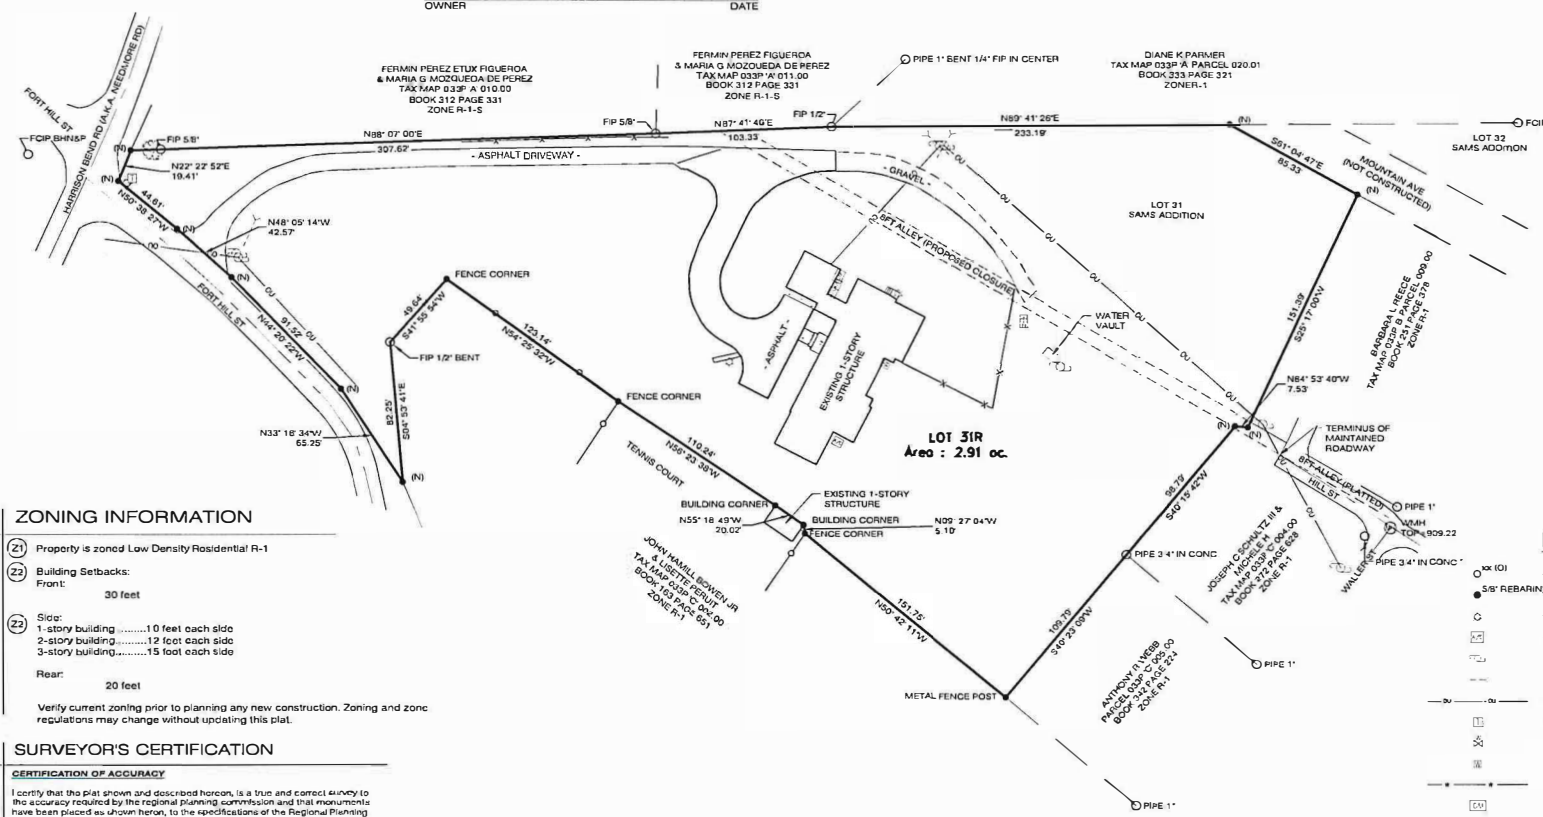 OWNER
DATE
FERMIN PEREZ ETUX FIGUEROA
& MARIA G MOZQUEDA DE PEREZ
TAX MAP 033P A 010.00
BOOK 312 PAGE 331
ZONE R-1-S
FERMIN PEREZ FIGUEROA
& MARIA G MOZQUEDA DE PEREZ
TAX MAP 033P 'A' 011.00
BOOK 312 PAGE 331
ZONE R-1-S
PIPE 1" BENT 1/4" FIP IN CENTER
DIANE K PARMER
TAX MAP 033P 'A' PARCEL 020.01
BOOK 333 PAGE 321
ZONER-1
FORT HILL ST
HARRISON BEND RD (A.K.A. NEEDMORE RD)
FCIP BHN&P
FIP 5/8"
(N)
N88° 07' 00"E
307.62'
FIP 5/8"
N87° 41' 46"E
103.33'
FIP 1/2"
N89° 41' 26"E
233.19'
(N)
LOT 32
SAMS ADDITION
S61° 04' 47"E
85.33'
MOUNTAIN AVE
(NOT CONSTRUCTED)
(N)
N22° 22' 52"E
19.41'
(N)
44.61'
N50° 38' 27"W
(N)
N48° 05' 14"W
42.57'
(N)
- ASPHALT DRIVEWAY -
- GRAVEL -
8FT ALLEY (PROPOSED CLOSURE)
LOT 31
SAMS ADDITION
FORT HILL ST
91.52'
N44° 20' 22"W
(N)
N33° 16' 34"W
65.25'
FENCE CORNER
49.64'
S41° 55' 54"W
FIP 1/2" BENT
82.25'
S04° 53' 41"E
(N)
123.14'
N54° 25' 32"W
FENCE CORNER
- ASPHALT -
EXISTING 1-STORY
STRUCTURE
WATER
VAULT
151.39'
S25° 17' 00"W
BARBARA L REECE
TAX MAP 033P B PARCEL 009.00
BOOK 251 PAGE 378
ZONER-1
N84° 53' 40"W
7.53'
(N)
(N)
TERMINUS OF
MAINTAINED
ROADWAY
LOT 31R
Area : 2.91 ac.
110.24'
N56° 23' 38"W
TENNIS COURT
BUILDING CORNER
EXISTING 1-STORY
STRUCTURE
N55° 18' 49"W
20.02'
BUILDING CORNER
FENCE CORNER
N09° 27' 04"W
5.10'
98.79'
S40° 15' 42"W
8FT ALLEY (PLATTED)
HILL ST
PIPE 1"
WMH
TOP=909.22
WALLER ST
PIPE 3/4" IN CONC
PIPE 3/4" IN CONC
JOSEPH C SCHULTZ III &
MICHELE H
TAX MAP 033P 'C' 004.00
BOOK 272 PAGE 628
ZONE R-1
JOHN HAMILL BOWEN JR
& LISETTE PERUIT
TAX MAP 033P 'C' 002.00
BOOK 163 PAGE 651
ZONE R-1
151.75'
N50° 42' 11"W
109.79'
S40° 23' 09"W
ANTHONY R WEBB
PARCEL 033P 'C' 005.00
BOOK 342 PAGE 224
ZONE R-1
PIPE 1"
METAL FENCE POST
PIPE 1"
xx (O)
5/8" REBAR
ZONING INFORMATION
Z1 Property is zoned Low Density Residential R-1
Z2 Building Setbacks:
Front:
30 feet
Z2 Side:
1-story building.........10 feet each side
2-story building..........12 feet each side
3-story building..........15 foot each side
Rear:
20 feet
Verify current zoning prior to planning any new construction. Zoning and zone
regulations may change without updating this plat.
SURVEYOR'S CERTIFICATION
CERTIFICATION OF ACCURACY
I certify that the plat shown and described hereon, is a true and correct survey to
the accuracy required by the regional planning commission and that monuments
have been placed as shown heron, to the specifications of the Regional Planning